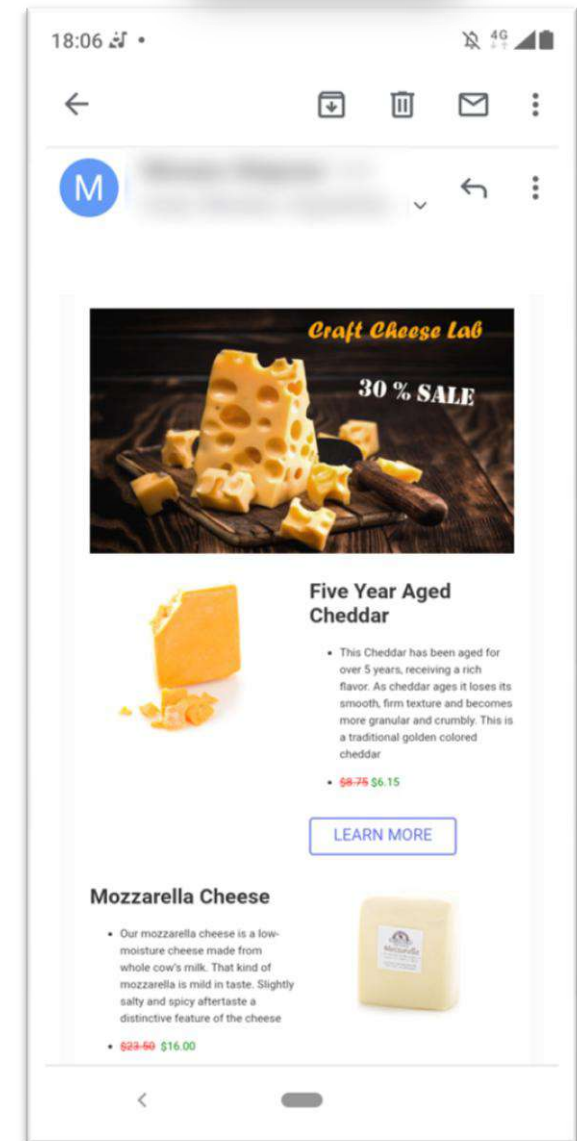 18:06
4G
M
Craft Cheese Lab
30 % SALE
Five Year Aged
Cheddar
• This Cheddar has been aged for
over 5 years, receiving a rich
flavor. As cheddar ages it loses its
smooth, firm texture and becomes
more granular and crumbly. This is
a traditional golden colored
cheddar
• $8.75 $6.15
LEARN MORE
Mozzarella Cheese
• Our mozzarella cheese is a low-
moisture cheese made from
whole cow's milk. That kind of
mozzarella is mild in taste. Slightly
salty and spicy aftertaste a
distinctive feature of the cheese
• $23.50 $16.00
Mozzarella